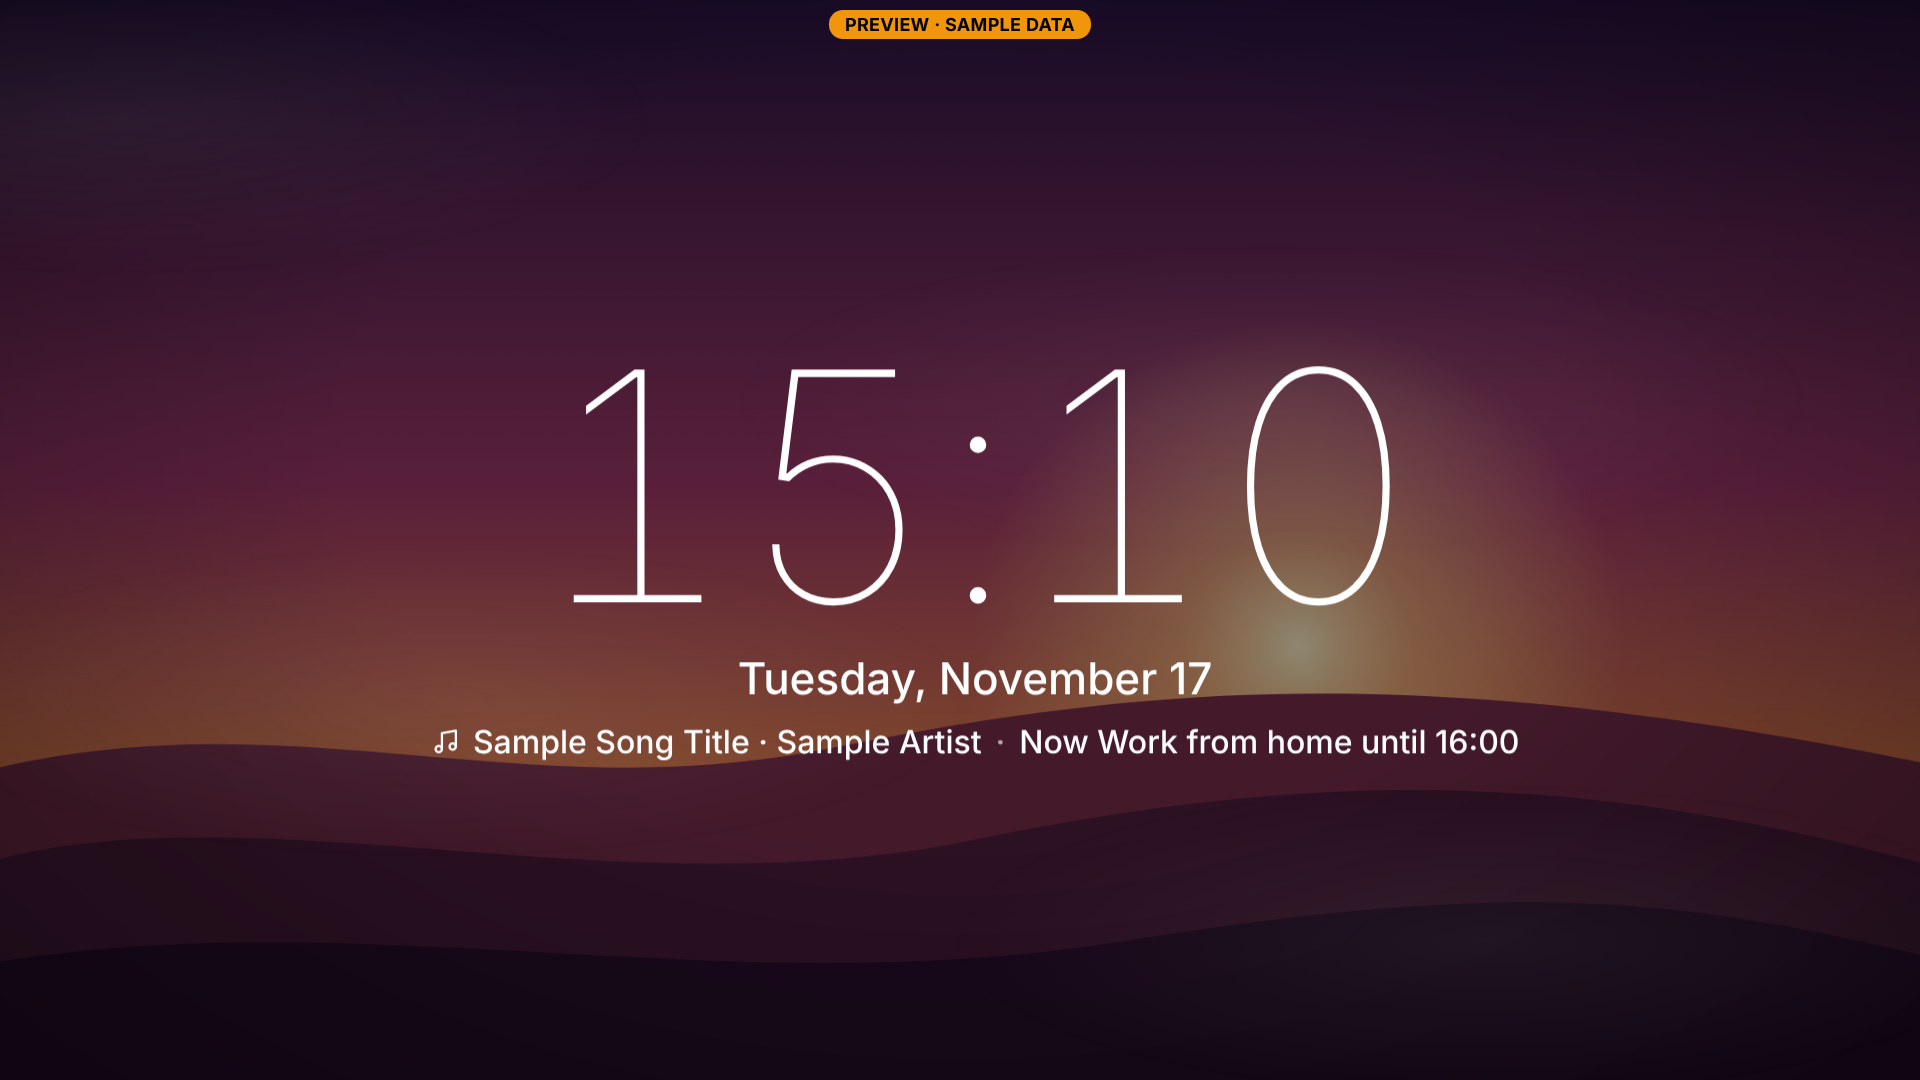 PREVIEW · SAMPLE DATA
15:10
Tuesday, November 17
Sample Song Title · Sample Artist · Now Work from home until 16:00